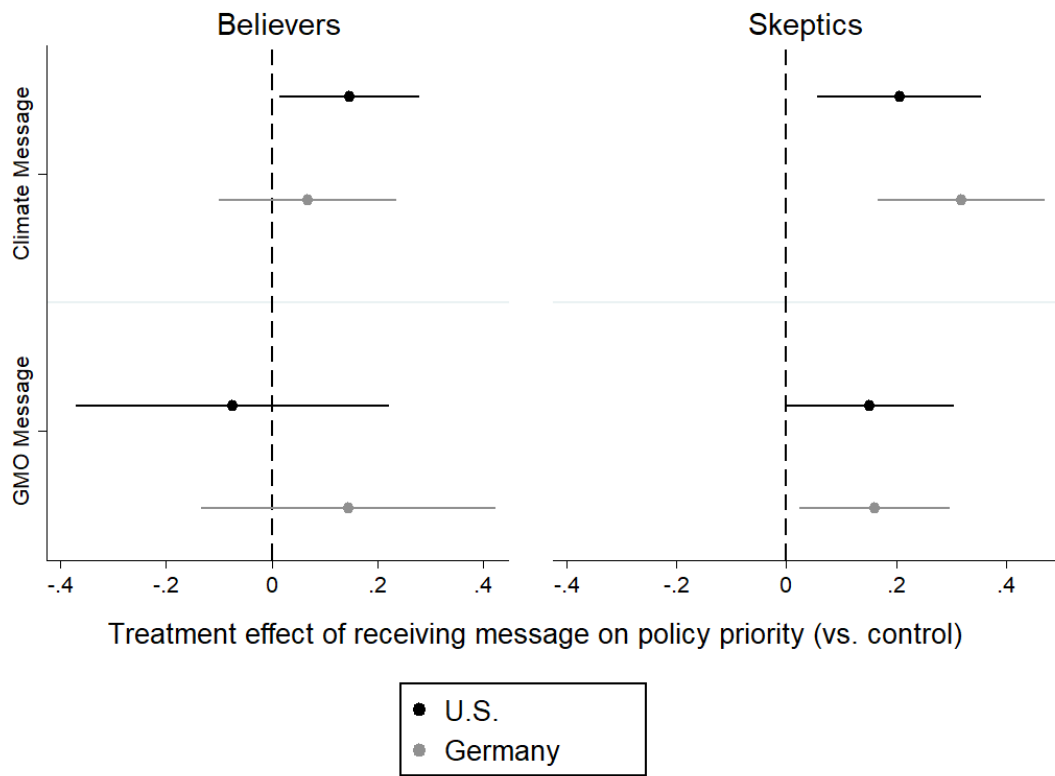 Believers
Skeptics
Climate Message
GMO Message
-.4 -.2 0 .2 .4
-.4 -.2 0 .2 .4
Treatment effect of receiving message on policy priority (vs. control)
U.S.
Germany